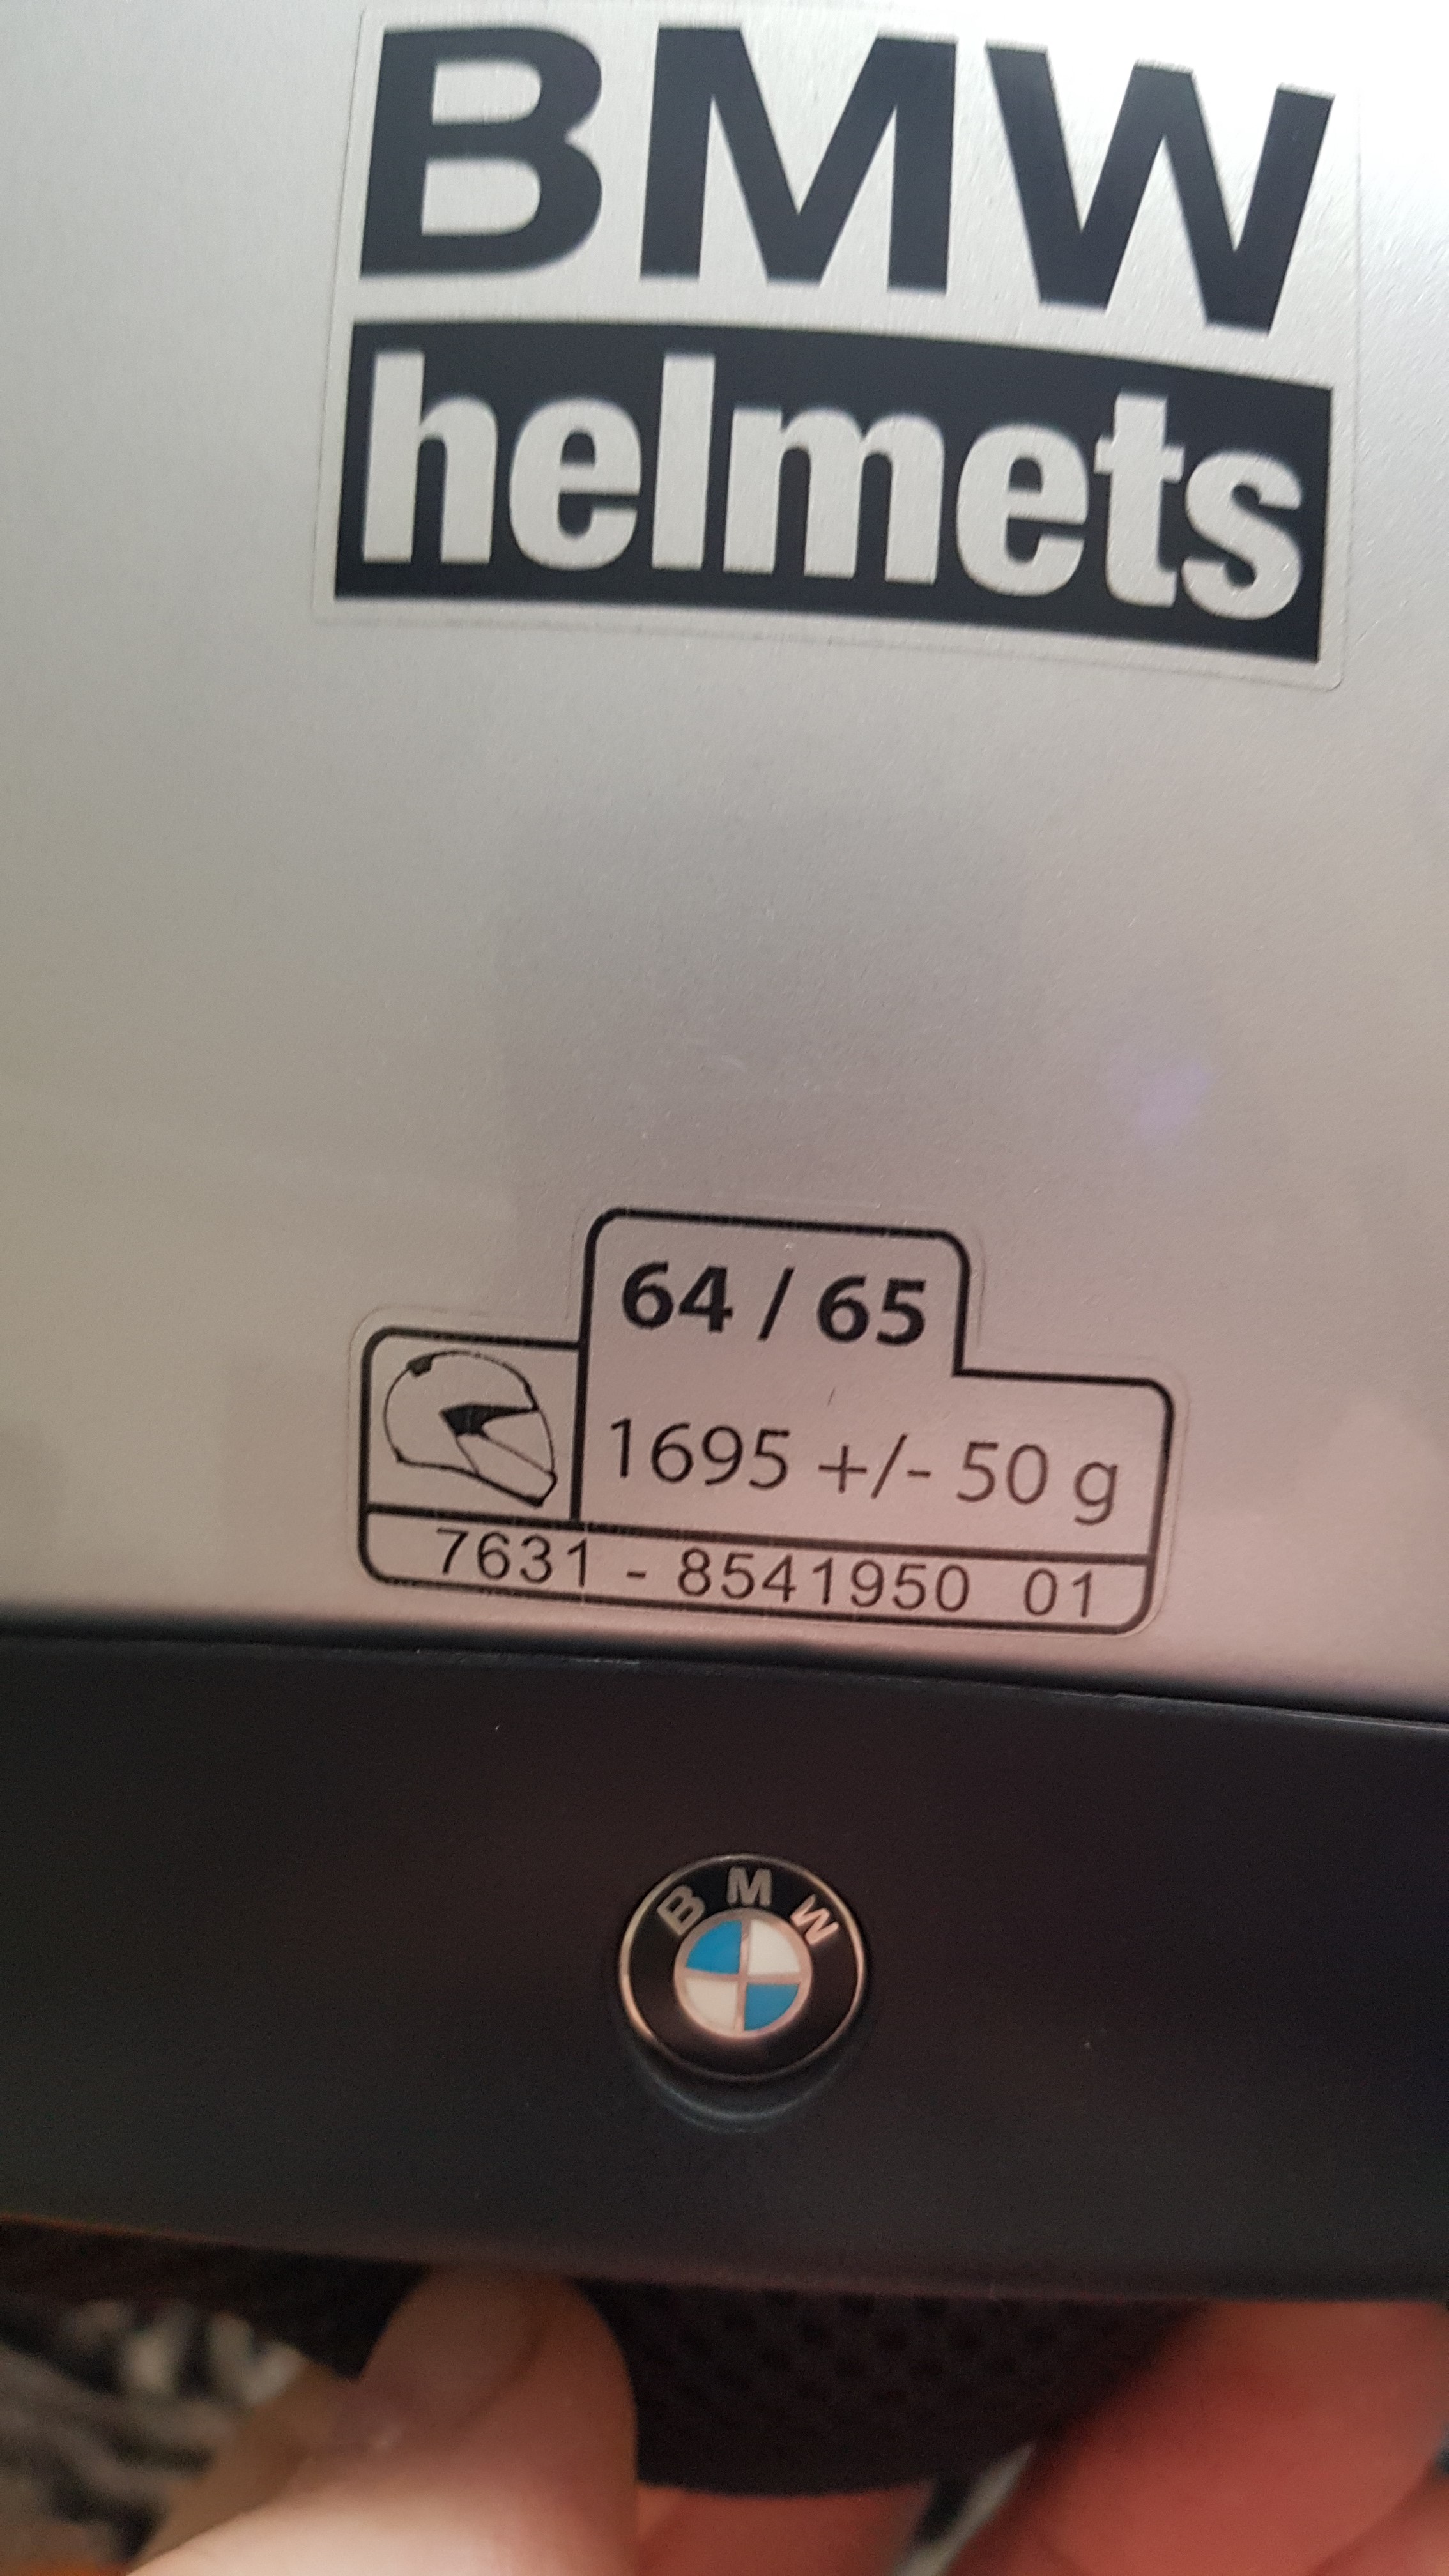 BMW
helmets
64 / 65
1695 +/- 50 g
7631 - 8541950 01
BMW